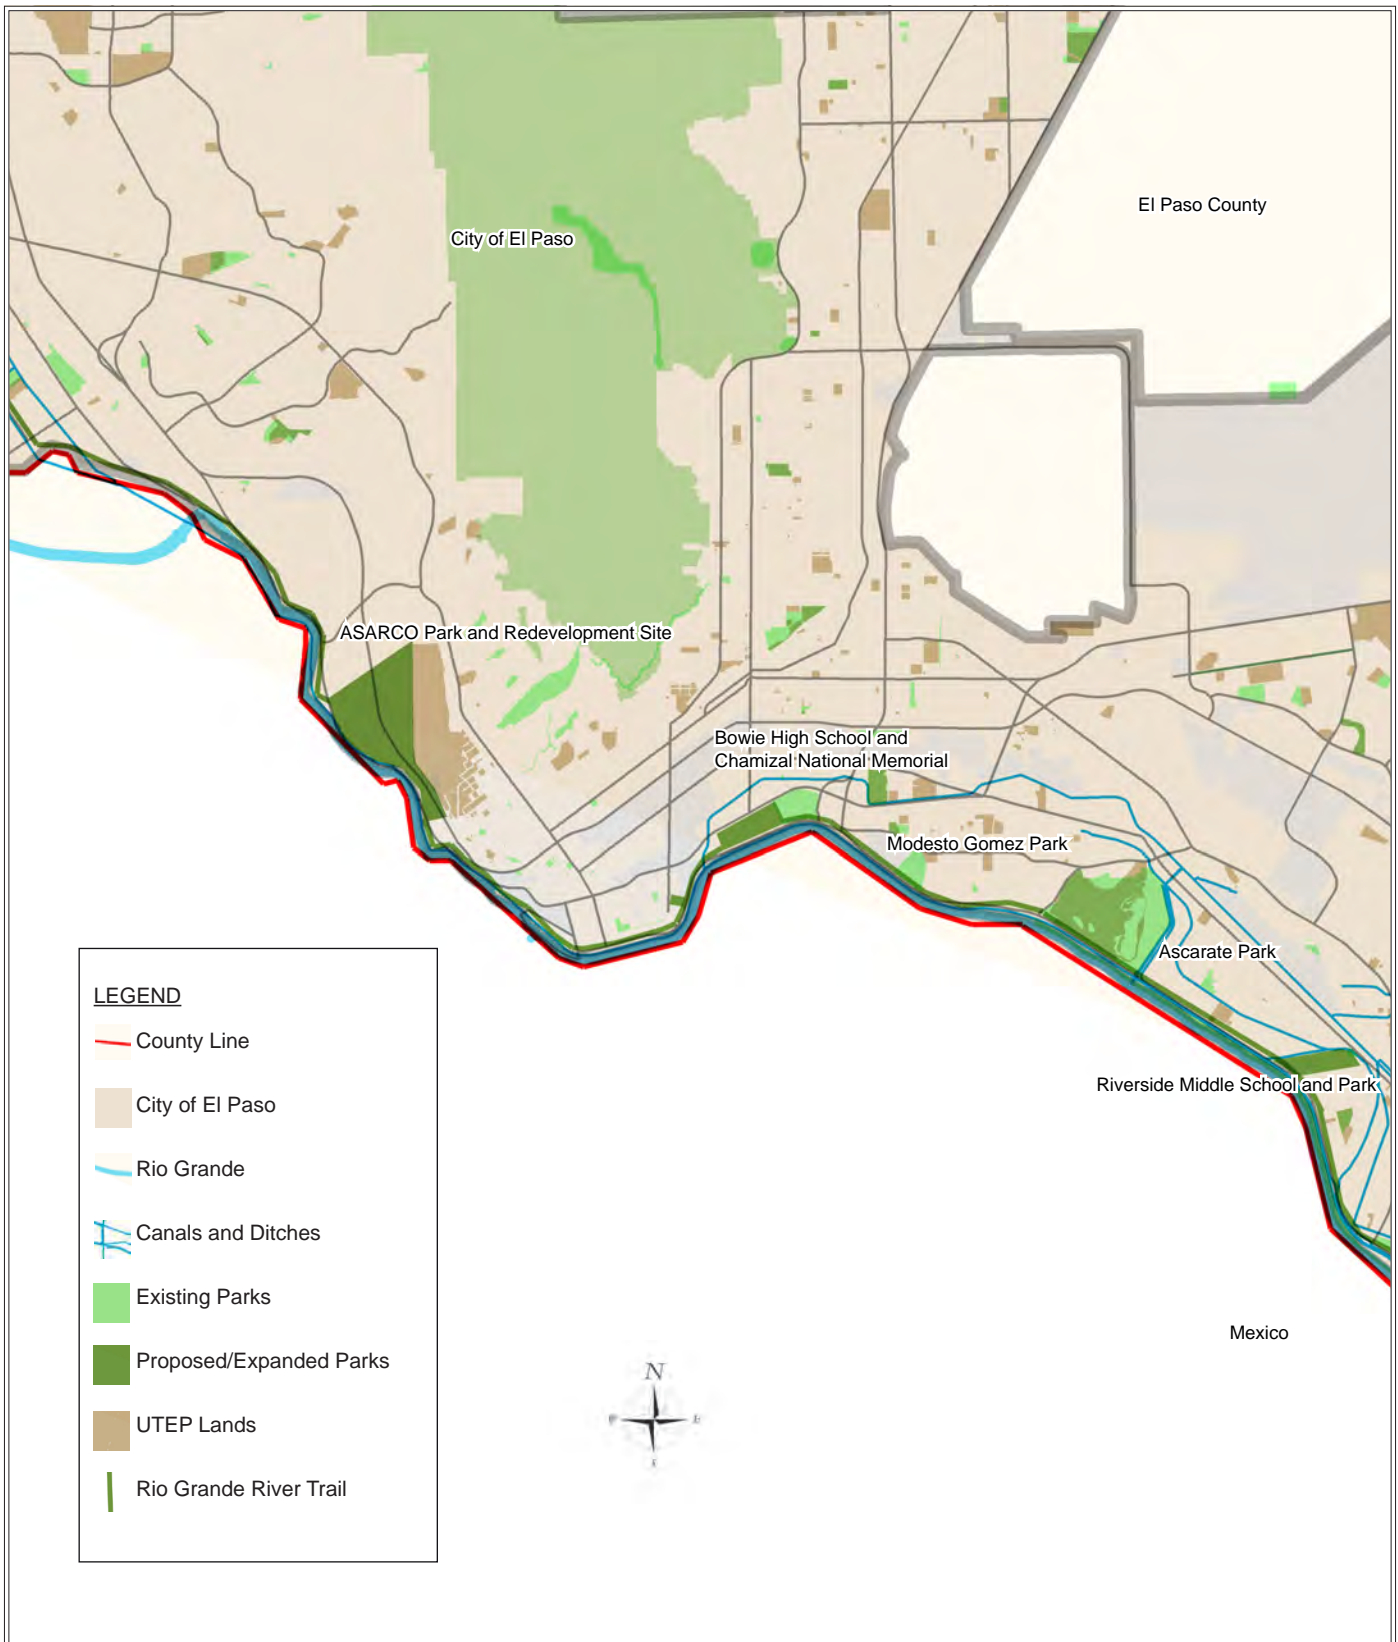 El Paso County
City of El Paso
ASARCO Park and Redevelopment Site
Bowie High School and
Chamizal National Memorial
Modesto Gomez Park
Ascarate Park
Riverside Middle School and Park
Mexico
LEGEND
County Line
City of El Paso
Rio Grande
Canals and Ditches
Existing Parks
Proposed/Expanded Parks
UTEP Lands
Rio Grande River Trail
N